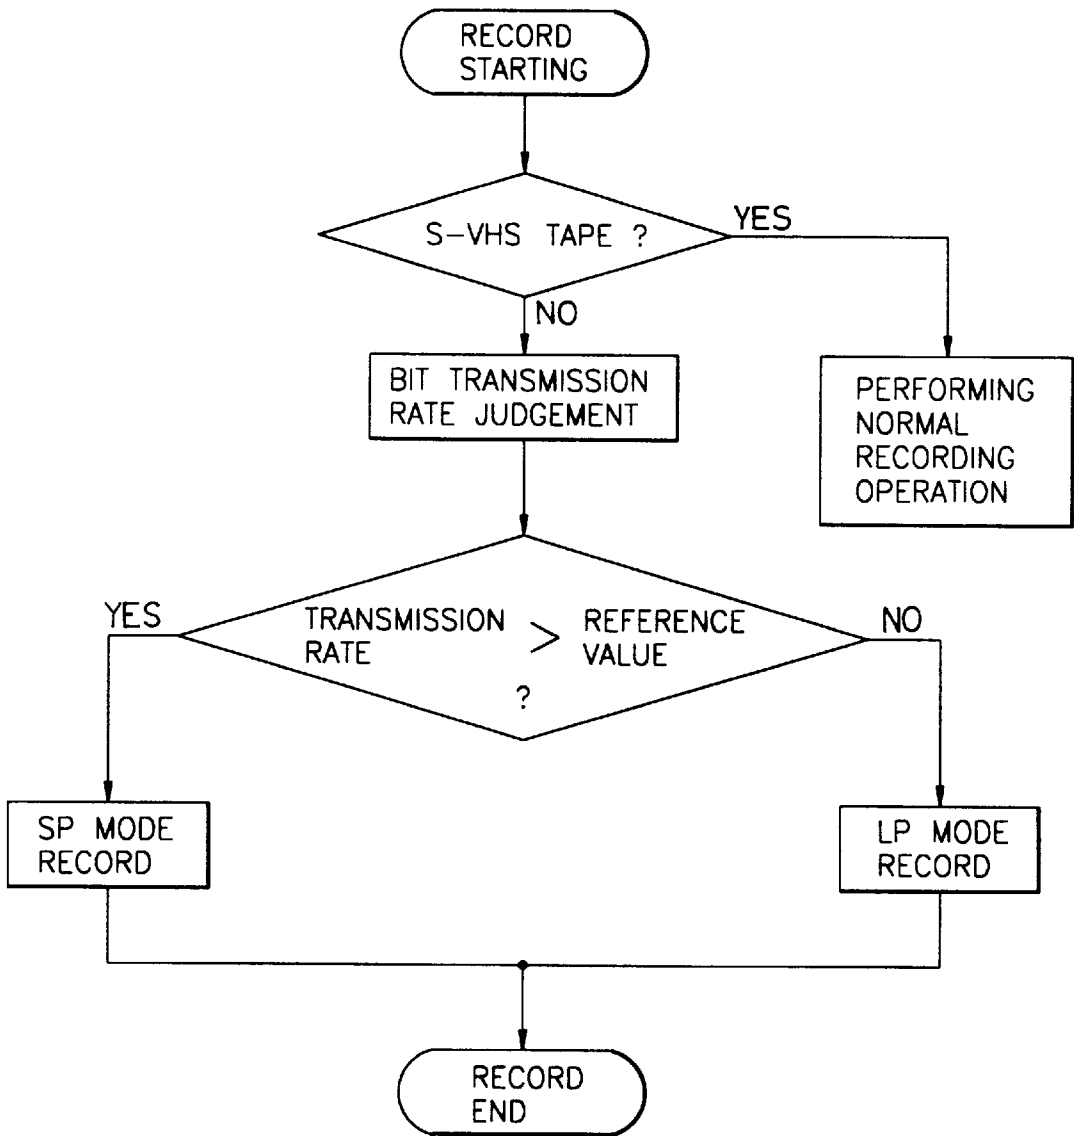 RECORD
STARTING
S-VHS TAPE ?
YES
NO
BIT TRANSMISSION
RATE JUDGEMENT
PERFORMING
NORMAL
RECORDING
OPERATION
YES
TRANSMISSION
RATE
>
REFERENCE
VALUE
?
NO
SP MODE
RECORD
LP MODE
RECORD
RECORD
END